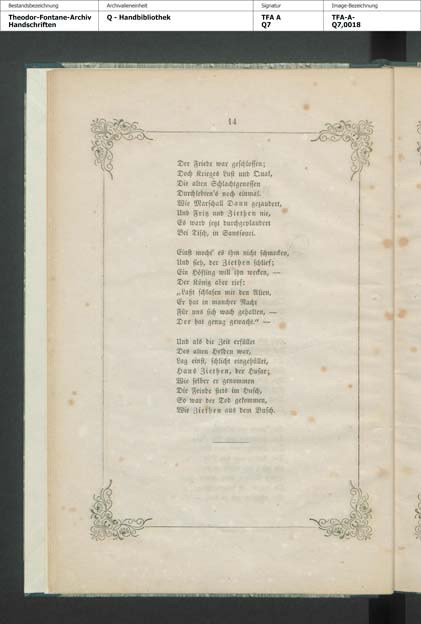 Bestandsbezeichnung
Theodor-Fontane-Archiv
Handschriften
Archivalieneinheit
Q - Handbibliothek
Signatur
TFA A
Q7
Image-Bezeichnung
TFA-A-
Q7,0018
14
Der Friede war geschlossen;
Doch Krieges Lust und Qual,
Die alten Schlachtgenossen
Durchlebten's noch einmal.
Wie Marschall Daun gezaudert,
Und Fritz und Ziethen nie,
Es ward jetzt durchgeplaudert
Bei Tisch, in Sanssouci.
Einst mocht' es ihm nicht schmecken,
Und sieh, der Ziethen schlief;
Ein Höfling will ihn wecken, —
Der König aber rief:
„Laßt schlafen mir den Alten,
Er hat in mancher Nacht
Für uns sich wach gehalten, —
Der hat genug gewacht.“ —
Und als die Zeit erfüllet
Des alten Helden war,
Lag einst, schlicht eingehüllet,
Hans Ziethen, der Husar;
Wie selber er genommen
Die Feinde stets im Husch,
So war der Tod gekommen,
Wie Ziethen aus dem Busch.